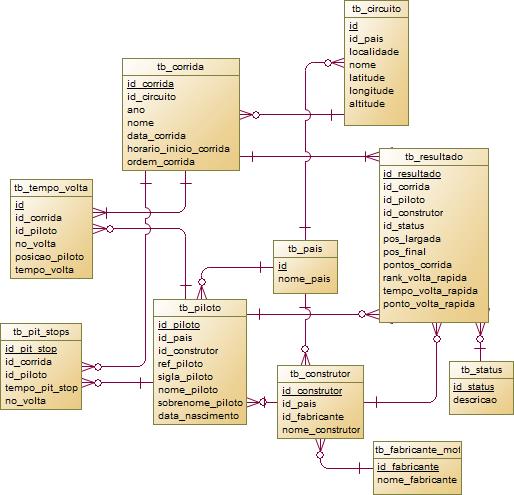 tb_circuito
id
id_pais
localidade
nome
latitude
longitude
altitude
tb_corrida
id_corrida
id_circuito
ano
nome
data_corrida
horario_inicio_corrida
ordem_corrida
tb_resultado
id_resultado
id_corrida
id_piloto
id_construtor
id_status
pos_largada
pos_final
pontos_corrida
rank_volta_rapida
tempo_volta_rapida
ponto_volta_rapida
tb_tempo_volta
id
id_corrida
id_piloto
no_volta
posicao_piloto
tempo_volta
tb_pais
id
nome_pais
tb_piloto
id_piloto
id_pais
id_construtor
ref_piloto
sigla_piloto
nome_piloto
sobrenome_piloto
data_nascimento
tb_pit_stops
id_pit_stop
id_corrida
id_piloto
tempo_pit_stop
no_volta
tb_construtor
id_construtor
id_pais
id_fabricante
nome_construtor
tb_status
id_status
descricao
tb_fabricante_mot
id_fabricante
nome_fabricante